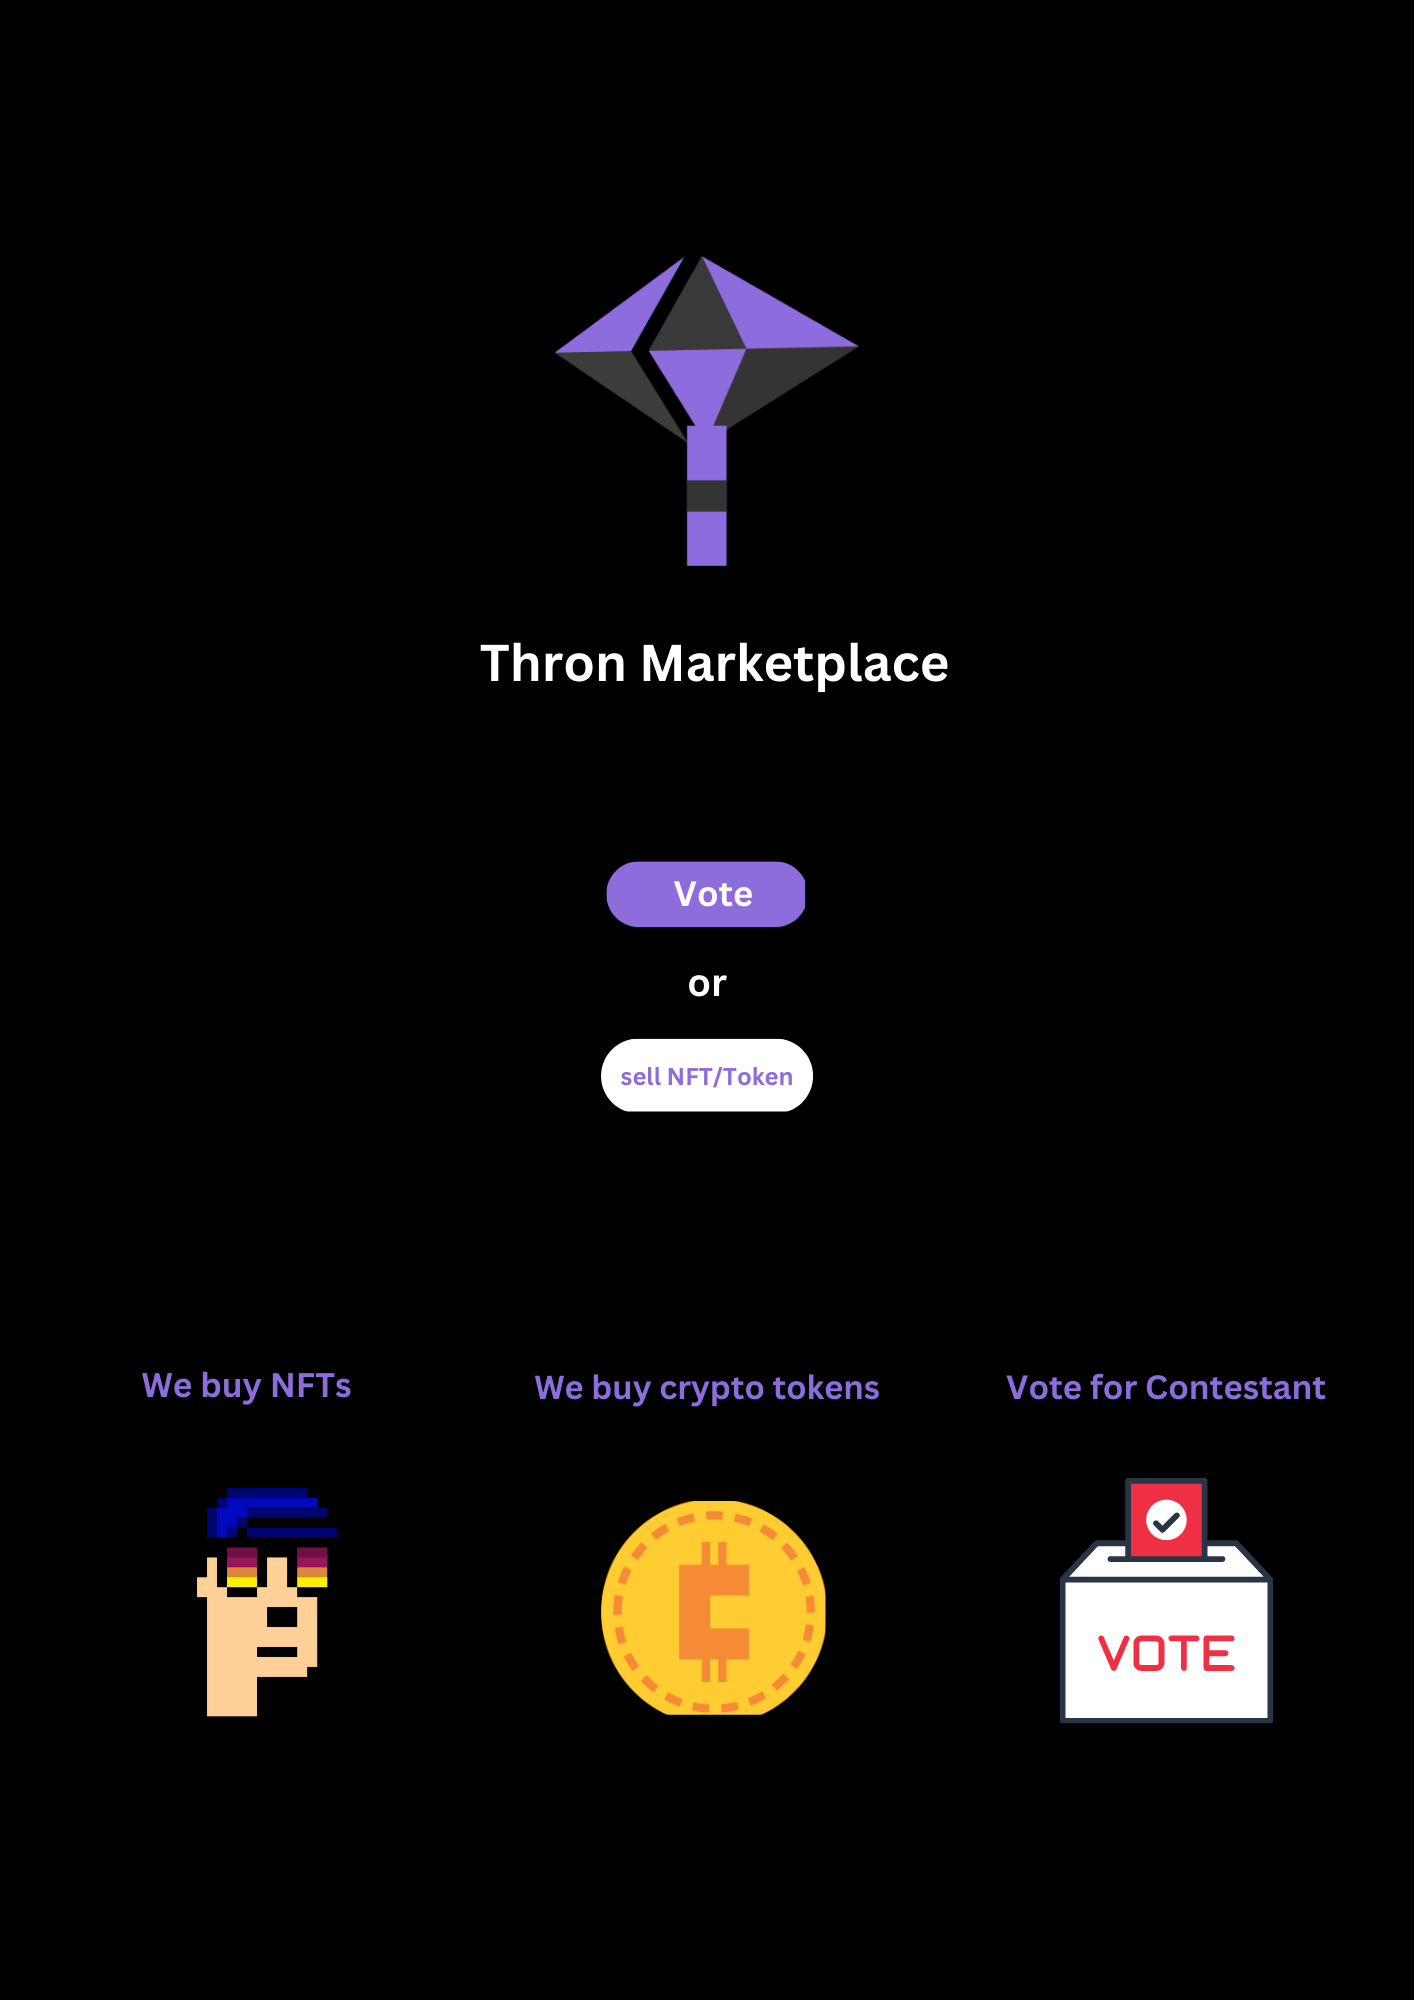 Thron Marketplace
Vote
or
sell NFT/Token
We buy NFTs
We buy crypto tokens
Vote for Contestant
VOTE